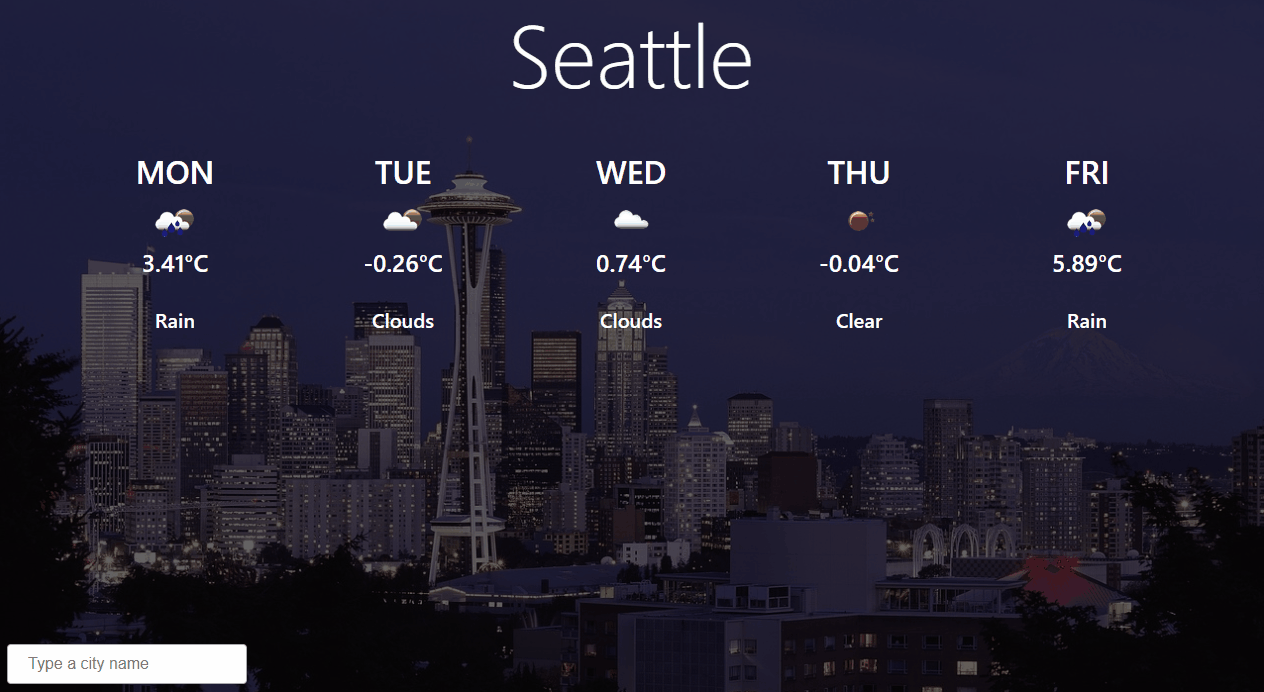 Seattle
MON TUE WED THU FRI
3.41°C -0.26°C 0.74°C -0.04°C 5.89°C
Rain Clouds Clouds Clear Rain
Type a city name